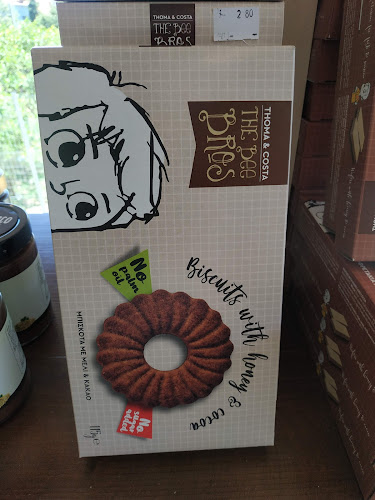 THOMA & COSTA
THE BEE
BROS
2 80
THOMA & COSTA
THE BEE
BROS
No
palm
oil
Biscuits with honey & cocoa
ΜΠΙΣΚΟΤΑ ΜΕ ΜΕΛΙ & ΚΑΚΑΟ
No
sugar
added
175g